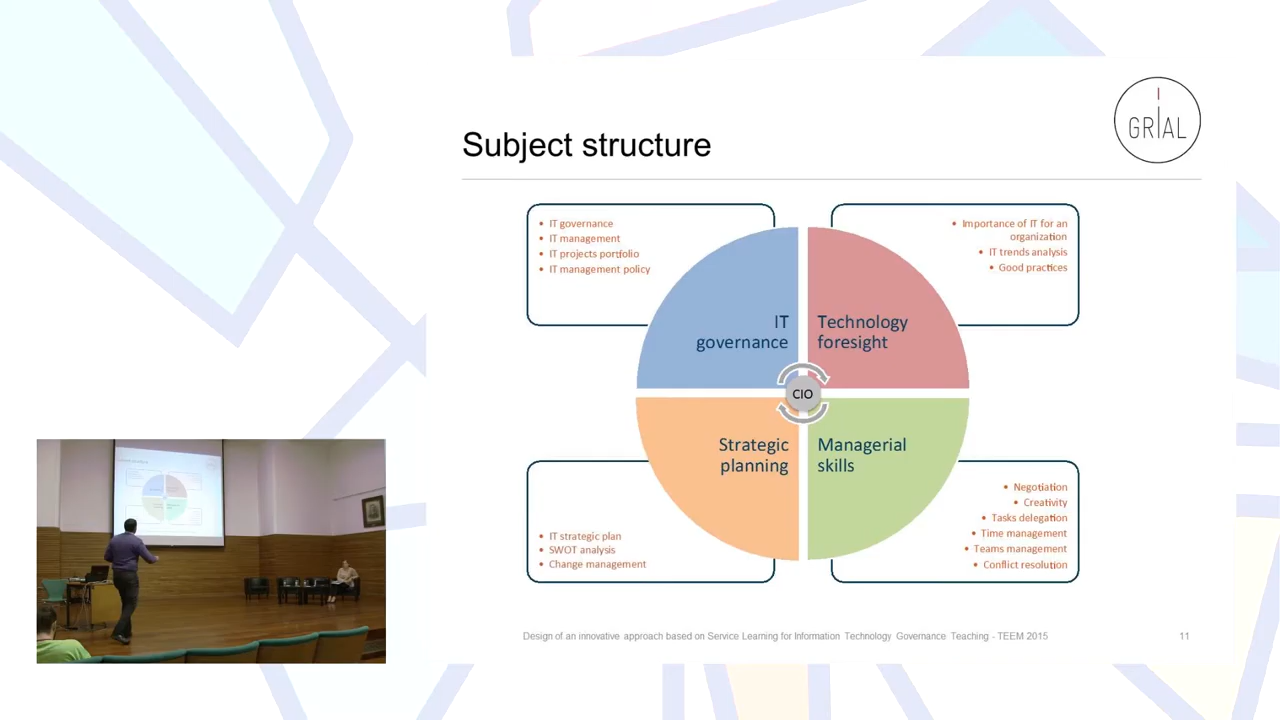 GRIAL
Subject structure
• IT governance
• IT management
• IT projects portfolio
• IT management policy
• Importance of IT for an
organization
• IT trends analysis
• Good practices
IT
governance
Technology
foresight
CIO
Strategic
planning
Managerial
skills
• IT strategic plan
• SWOT analysis
• Change management
• Negotiation
• Creativity
• Tasks delegation
• Time management
• Teams management
• Conflict resolution
Design of an innovative approach based on Service Learning for Information Technology Governance Teaching - TEEM 2015
11